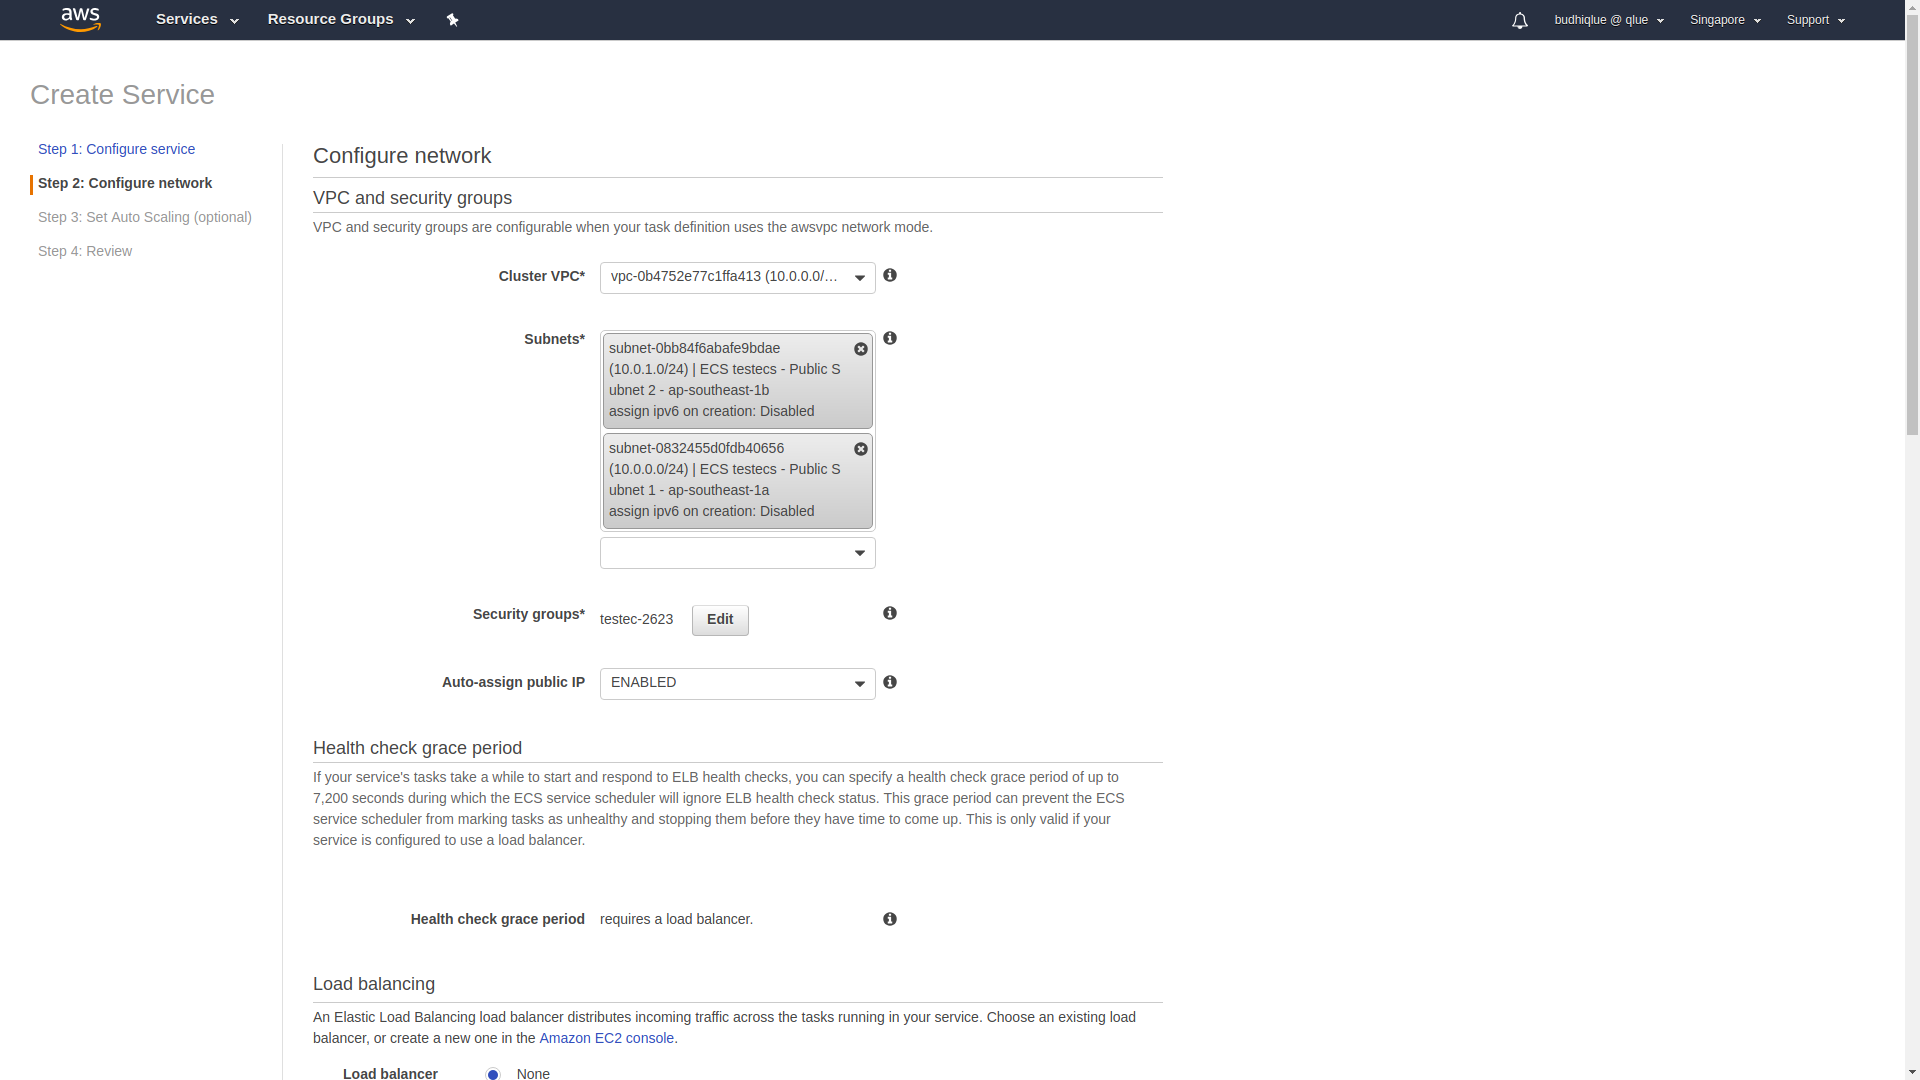 aws
Services
Resource Groups
budhiqlue @ qlue
Singapore
Support
Create Service
Step 1: Configure service
Step 2: Configure network
Step 3: Set Auto Scaling (optional)
Step 4: Review
Configure network
VPC and security groups
VPC and security groups are configurable when your task definition uses the awsvpc network mode.
Cluster VPC*
vpc-0b4752e77c1ffa413 (10.0.0.0/...
Subnets*
subnet-0bb84f6abafe9bdae
(10.0.1.0/24) | ECS testecs - Public S
ubnet 2 - ap-southeast-1b
assign ipv6 on creation: Disabled
subnet-0832455d0fdb40656
(10.0.0.0/24) | ECS testecs - Public S
ubnet 1 - ap-southeast-1a
assign ipv6 on creation: Disabled
Security groups*
testec-2623
Edit
Auto-assign public IP
ENABLED
Health check grace period
If your service's tasks take a while to start and respond to ELB health checks, you can specify a health check grace period of up to
7,200 seconds during which the ECS service scheduler will ignore ELB health check status. This grace period can prevent the ECS
service scheduler from marking tasks as unhealthy and stopping them before they have time to come up. This is only valid if your
service is configured to use a load balancer.
Health check grace period
requires a load balancer.
Load balancing
An Elastic Load Balancing load balancer distributes incoming traffic across the tasks running in your service. Choose an existing load
balancer, or create a new one in the Amazon EC2 console.
Load balancer
None